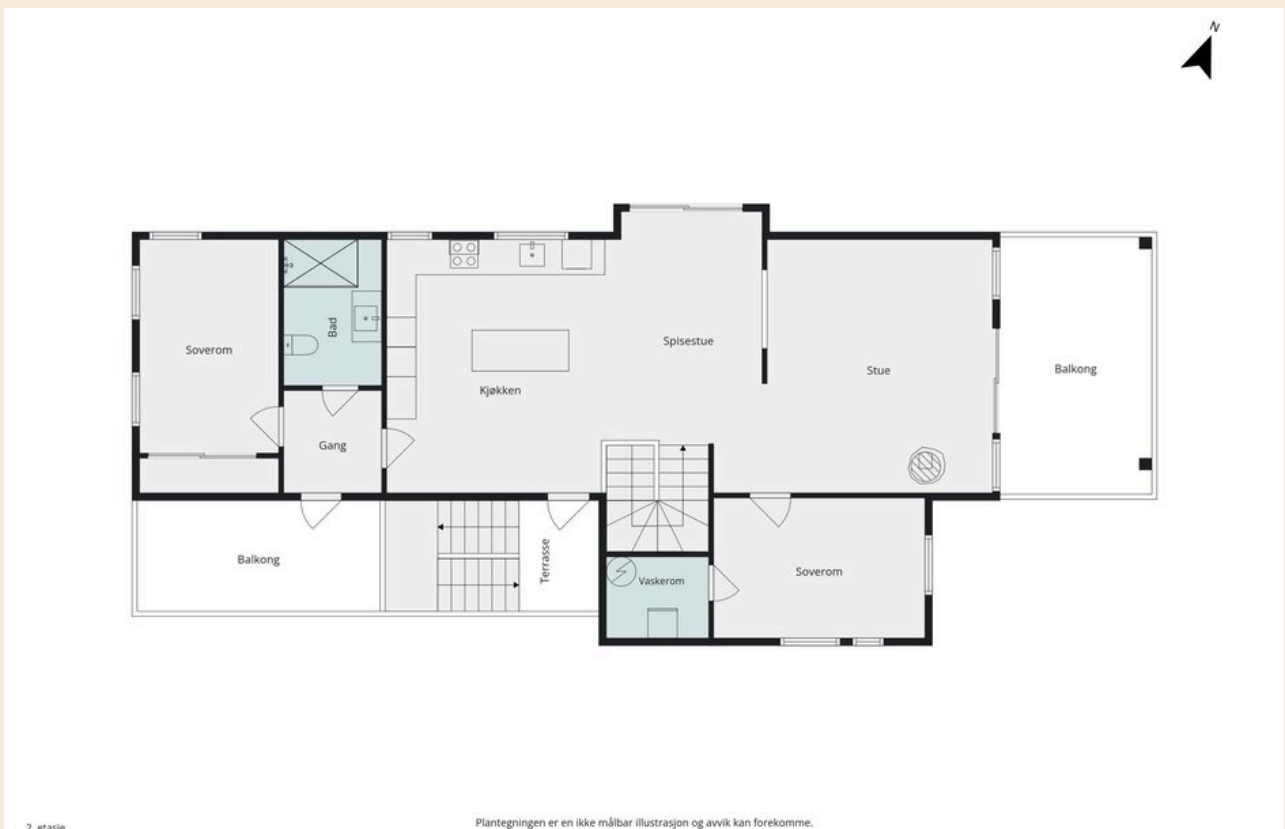 N
Soverom
Bad
Kjøkken
Spisestue
Stue
Balkong
Gang
Balkong
Terrasse
Vaskerom
Soverom
2. etasje
Plantegningen er en ikke målbar illustrasjon og avvik kan forekomme.